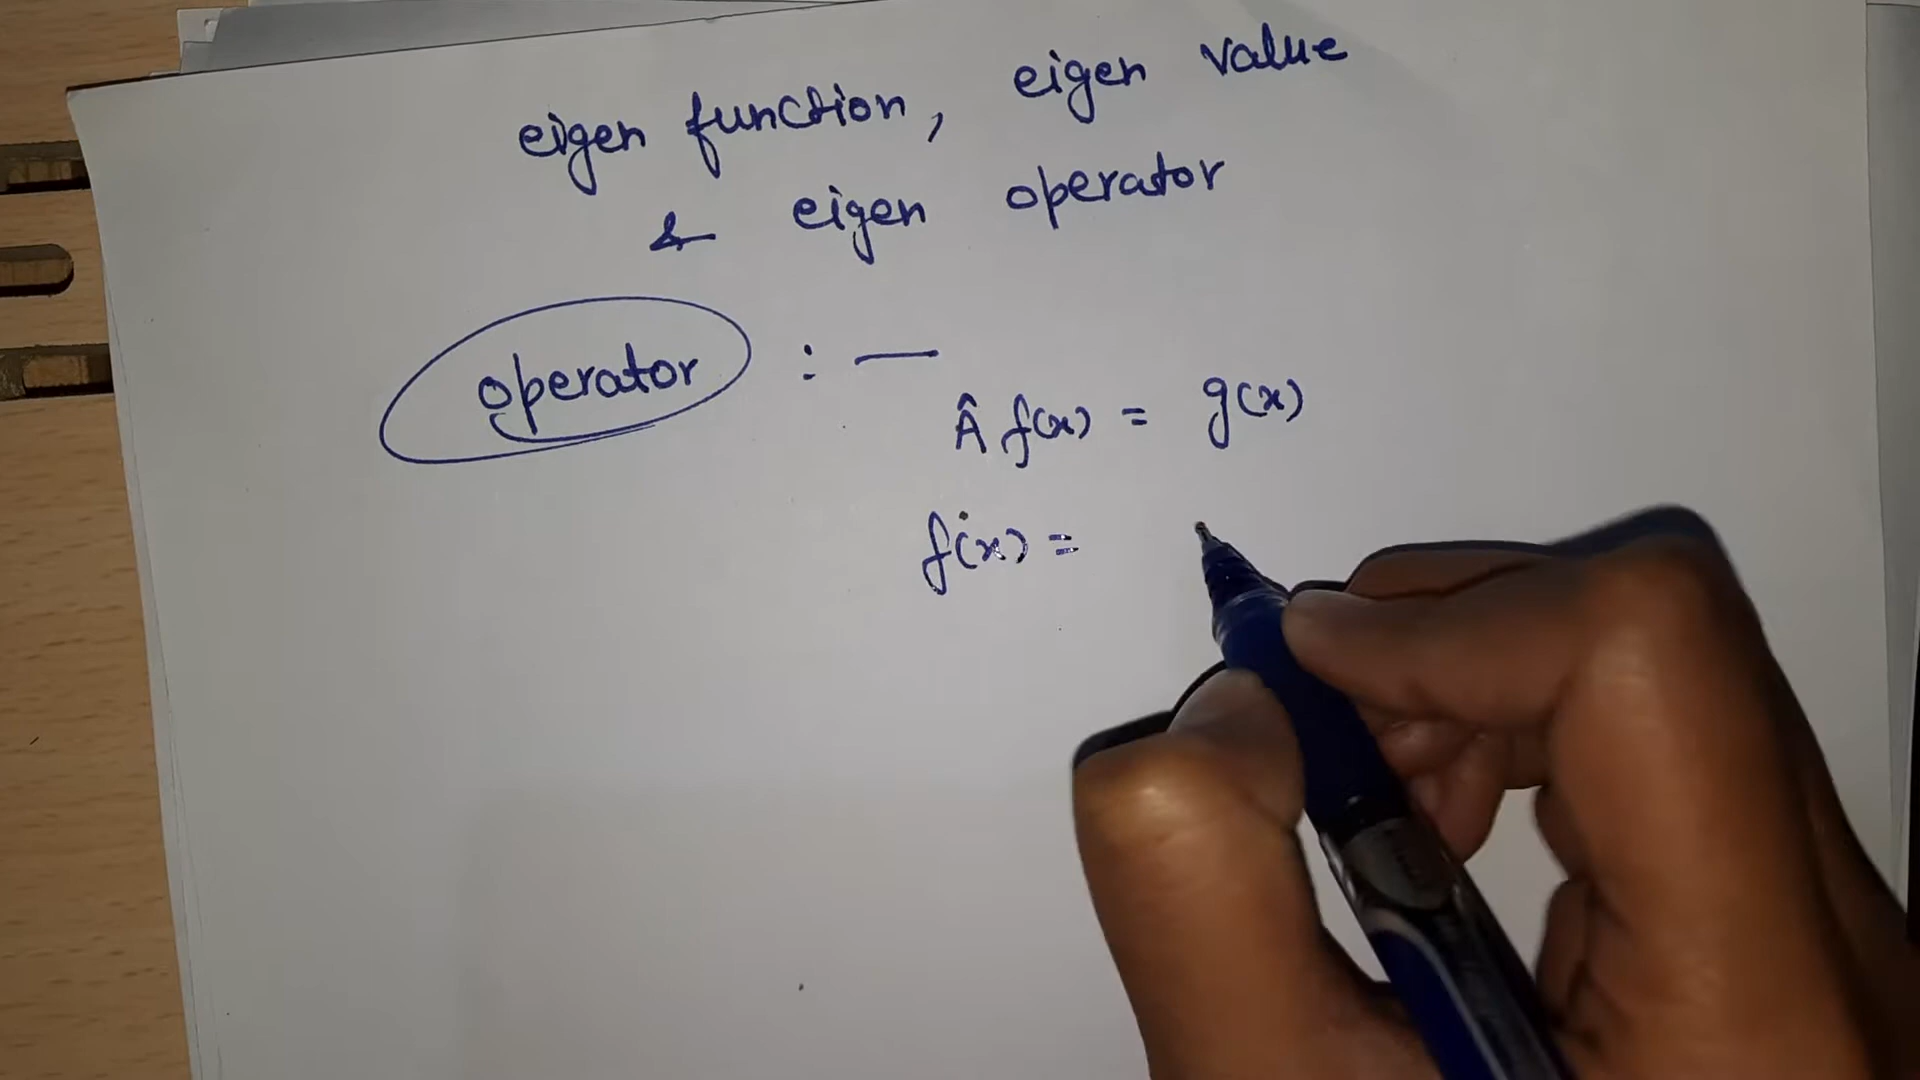 eigen function, eigen value
& eigen operator
operator : —
Â f(x) = g(x)
f(x) =